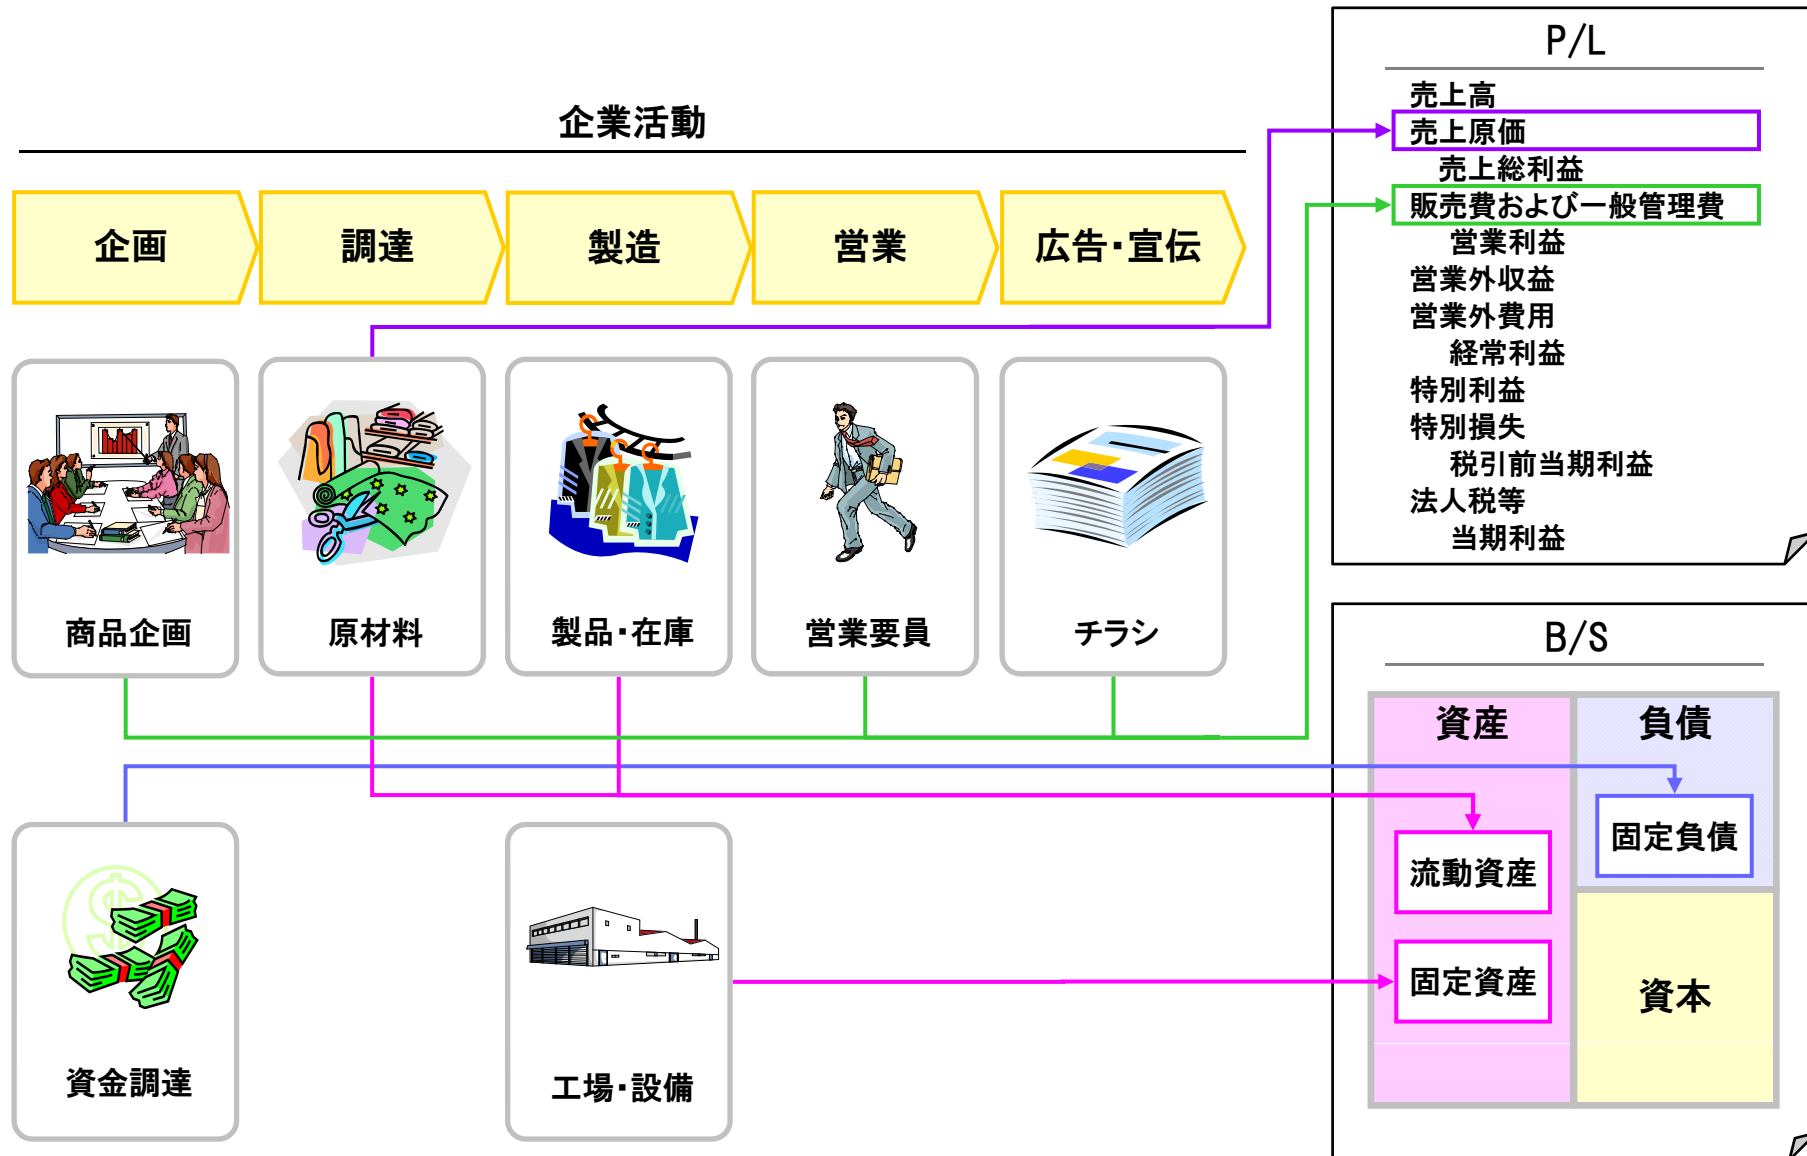 企業活動
企画
調達
製造
営業
広告・宣伝
商品企画
原材料
製品・在庫
営業要員
チラシ
資金調達
工場・設備
P/L
売上高
売上原価
売上総利益
販売費および一般管理費
営業利益
営業外収益
営業外費用
経常利益
特別利益
特別損失
税引前当期利益
法人税等
当期利益
B/S
資産
負債
流動資産
固定負債
固定資産
資本